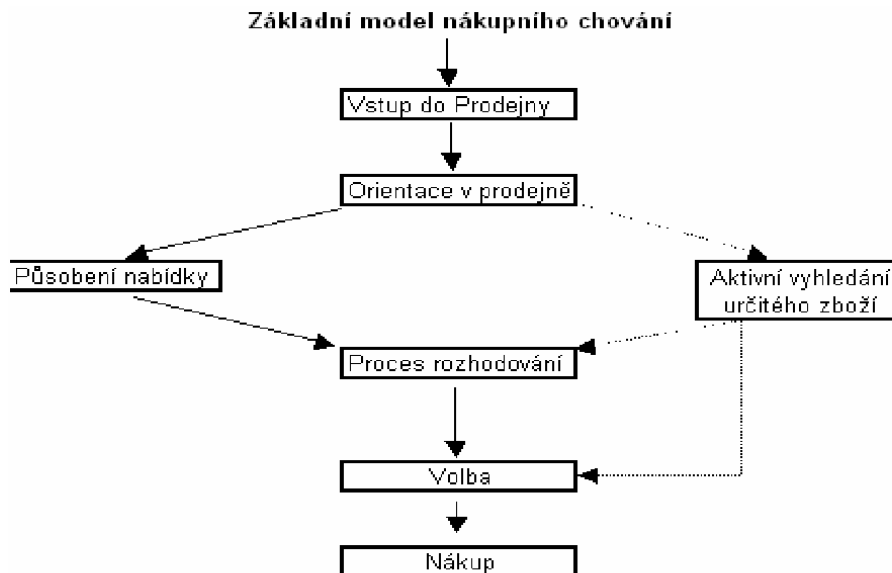 Základní model nákupního chování
Vstup do Prodejny
Orientace v prodejně
Působení nabídky
Aktivní vyhledání
určitého zboží
Proces rozhodování
Volba
Nákup